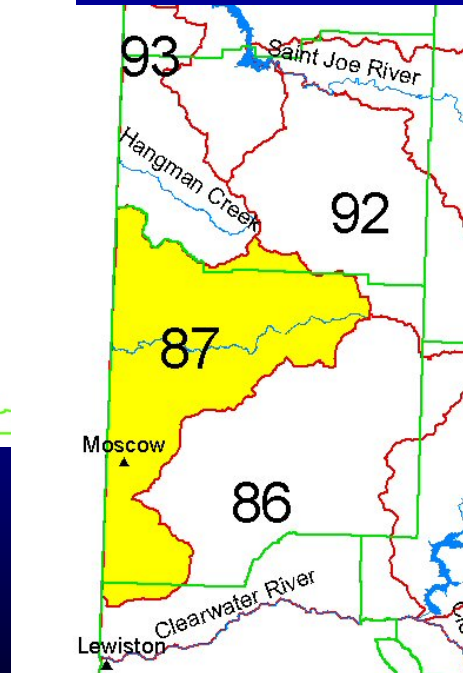 93
Saint Joe River
Hangman Creek
92
87
Moscow
86
Clearwater River
Lewiston